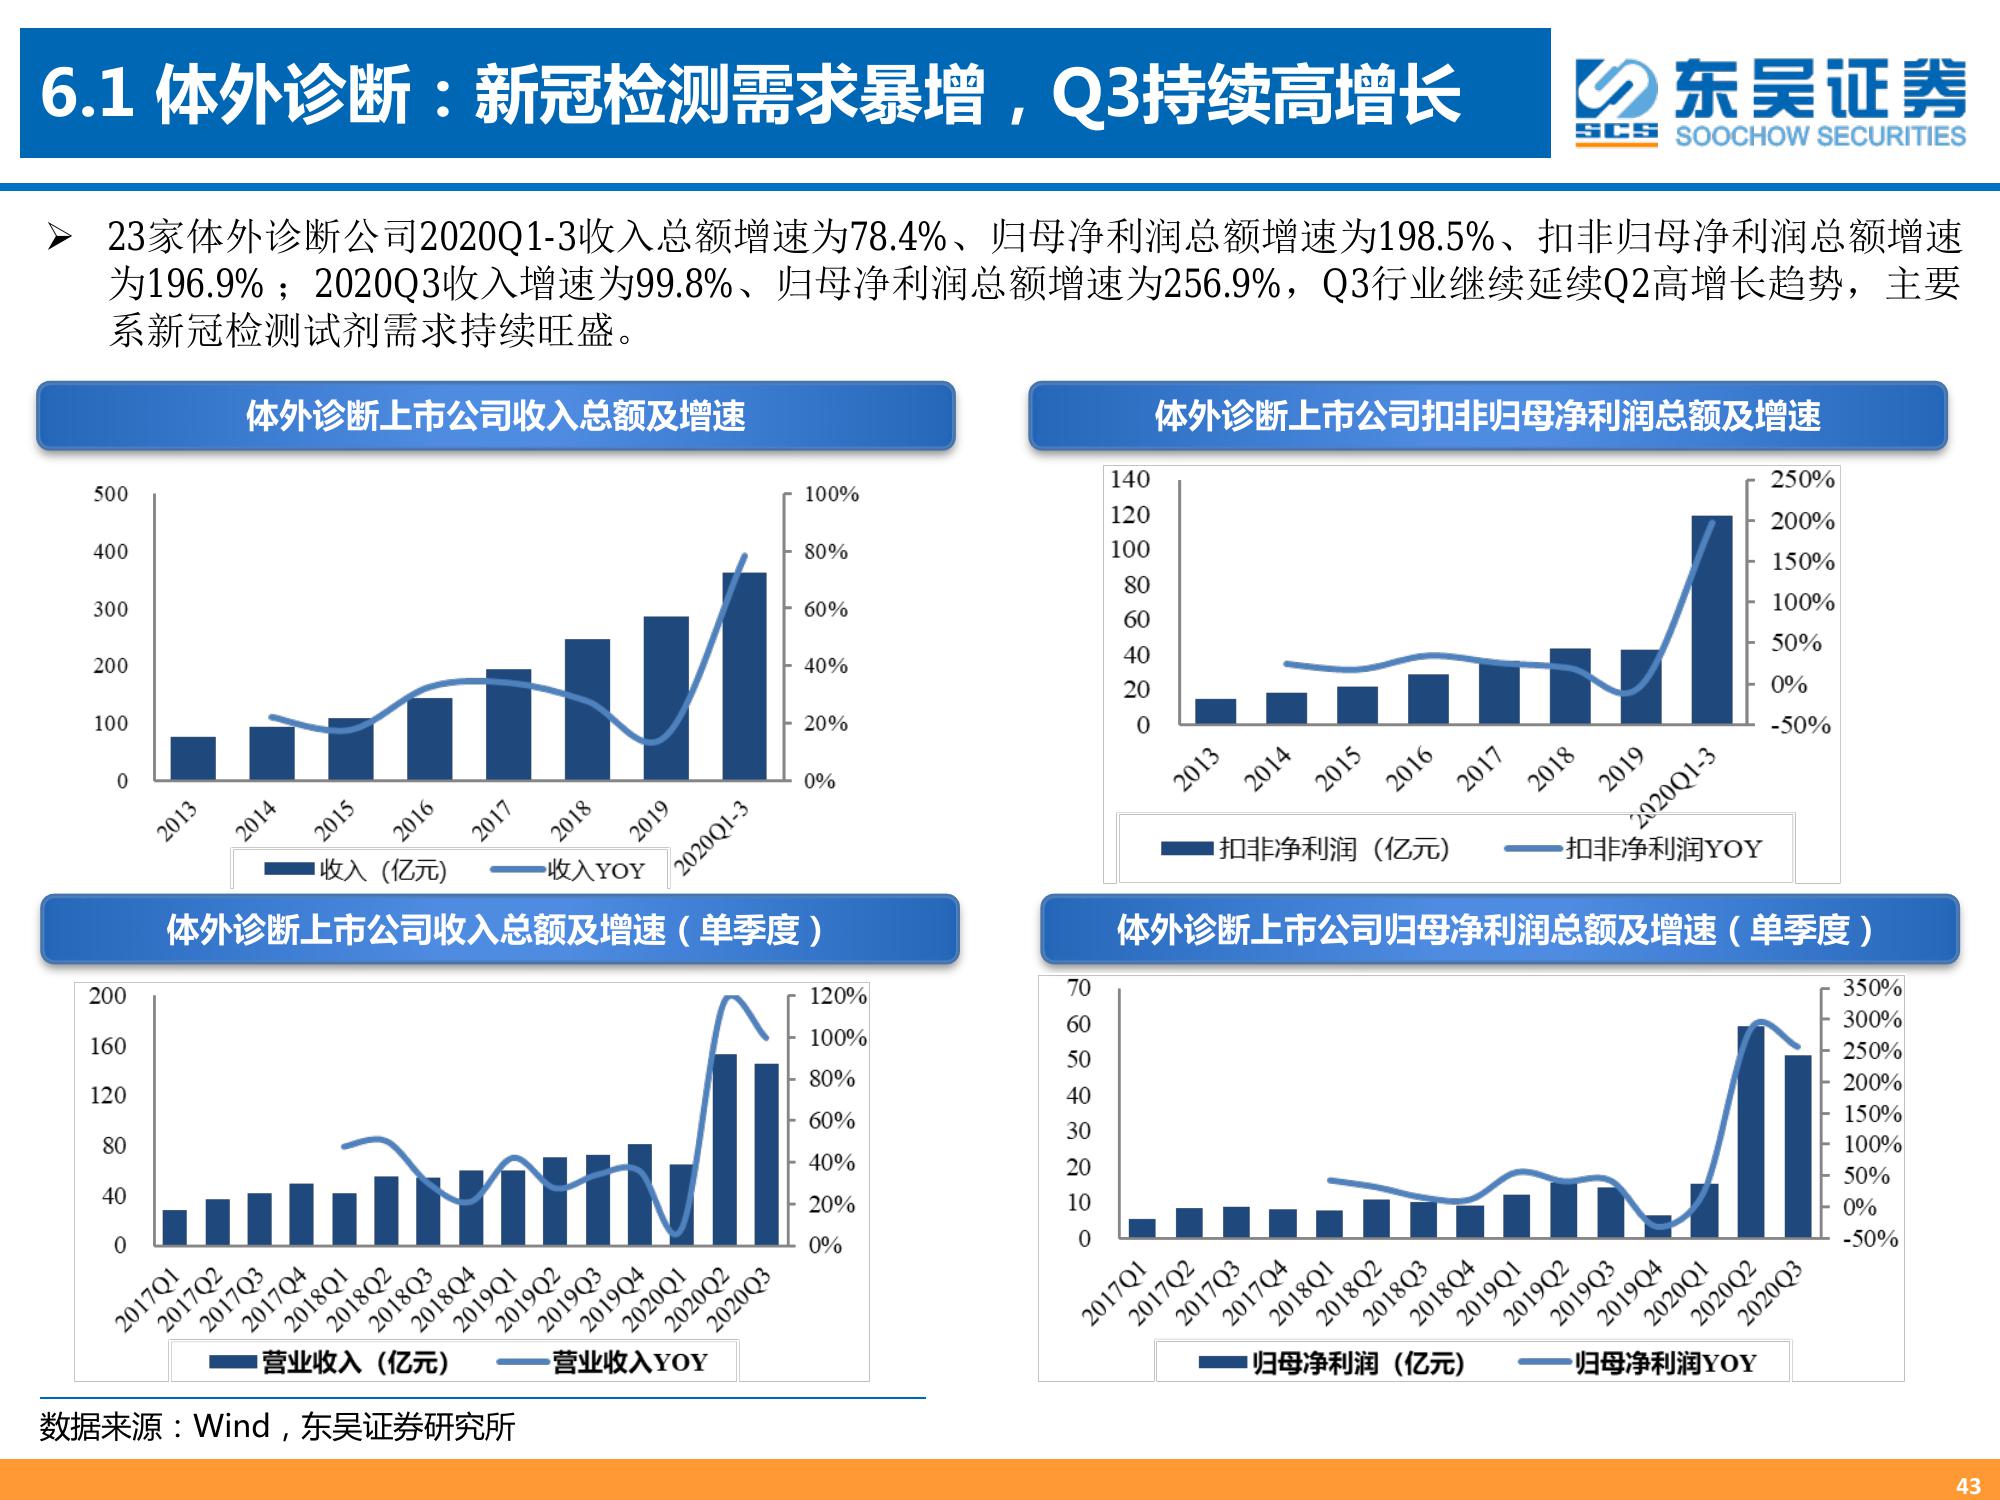 6.1 体外诊断：新冠检测需求暴增，Q3持续高增长
SCS
东吴证券
SOOCHOW SECURITIES
➢ 23家体外诊断公司2020Q1-3收入总额增速为78.4%、归母净利润总额增速为198.5%、扣非归母净利润总额增速
为196.9% ；2020Q3收入增速为99.8%、归母净利润总额增速为256.9%，Q3行业继续延续Q2高增长趋势，主要
系新冠检测试剂需求持续旺盛。
体外诊断上市公司收入总额及增速
500
400
300
200
100
0
100%
80%
60%
40%
20%
0%
2013 2014 2015 2016 2017 2018 2019 2020Q1-3
收入（亿元） 收入YOY
体外诊断上市公司扣非归母净利润总额及增速
140
120
100
80
60
40
20
0
250%
200%
150%
100%
50%
0%
-50%
2013 2014 2015 2016 2017 2018 2019 2020Q1-3
扣非净利润（亿元） 扣非净利润YOY
体外诊断上市公司收入总额及增速（单季度）
200
160
120
80
40
0
120%
100%
80%
60%
40%
20%
0%
2017Q1 2017Q2 2017Q3 2017Q4 2018Q1 2018Q2 2018Q3 2018Q4 2019Q1 2019Q2 2019Q3 2019Q4 2020Q1 2020Q2 2020Q3
营业收入（亿元） 营业收入YOY
体外诊断上市公司归母净利润总额及增速（单季度）
70
60
50
40
30
20
10
0
350%
300%
250%
200%
150%
100%
50%
0%
-50%
2017Q1 2017Q2 2017Q3 2017Q4 2018Q1 2018Q2 2018Q3 2018Q4 2019Q1 2019Q2 2019Q3 2019Q4 2020Q1 2020Q2 2020Q3
归母净利润（亿元） 归母净利润YOY
数据来源：Wind，东吴证券研究所
43